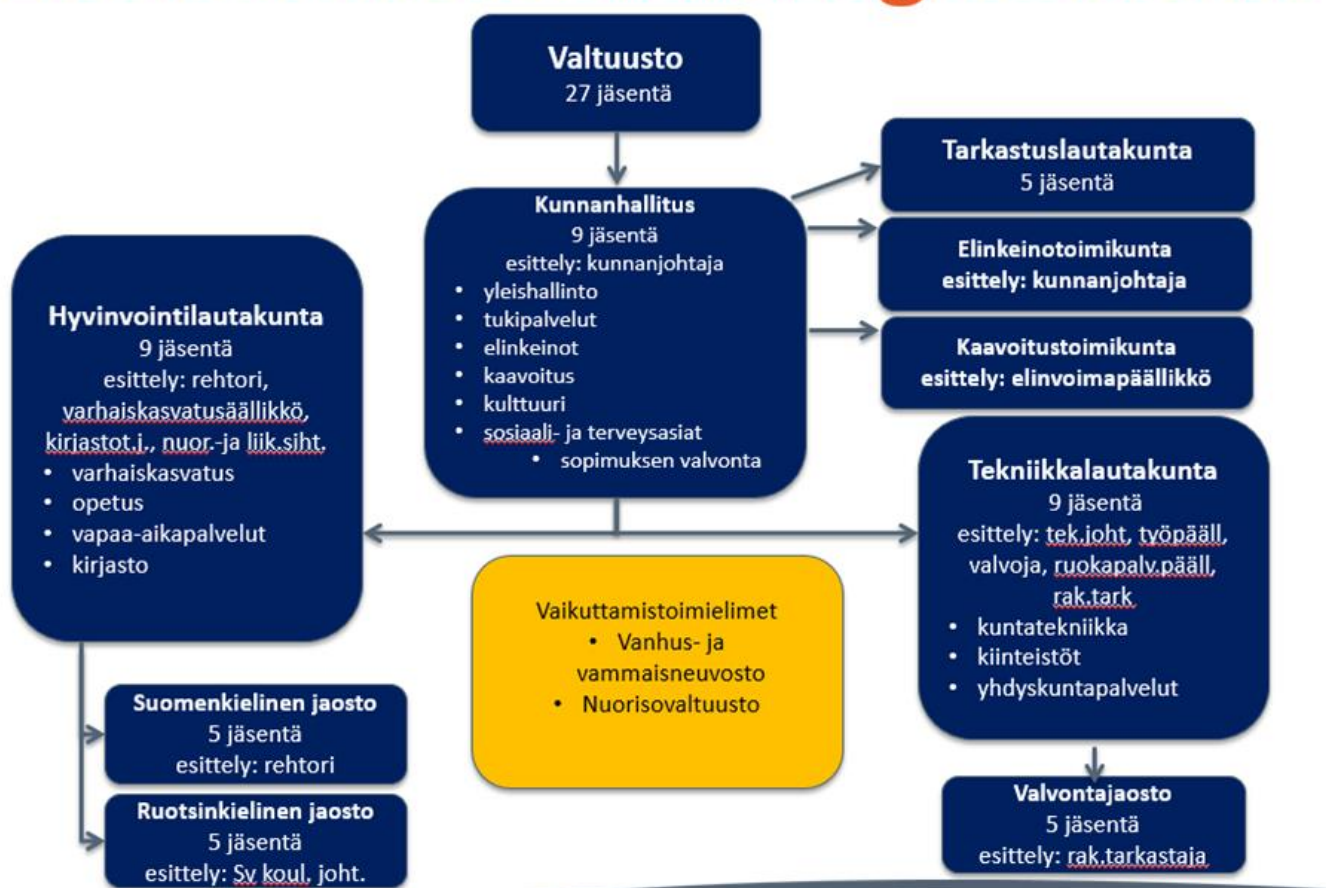 Valtuusto
27 jäsentä
Tarkastuslautakunta
5 jäsentä
Kunnanhallitus
9 jäsentä
esittely: kunnanjohtaja
• yleishallinto
• tukipalvelut
• elinkeinot
• kaavoitus
• kulttuuri
• sosiaali- ja terveysasiat
• sopimuksen valvonta
Elinkeinotoimikunta
esittely: kunnanjohtaja
Kaavoitustoimikunta
esittely: elinvoimapäällikkö
Hyvinvointilautakunta
9 jäsentä
esittely: rehtori,
varhaiskasvatusäällikkö,
kirjastot.j., nuor.-ja liik.siht.
• varhaiskasvatus
• opetus
• vapaa-aikapalvelut
• kirjasto
Tekniikkalautakunta
9 jäsentä
esittely: tek.joht, työpääll,
valvoja, ruokapalv.pääll,
rak.tark
• kuntatekniikka
• kiinteistöt
• yhdyskuntapalvelut
Vaikuttamistoimielimet
• Vanhus- ja
vammaisneuvosto
• Nuorisovaltuusto
Suomenkielinen jaosto
5 jäsentä
esittely: rehtori
Ruotsinkielinen jaosto
5 jäsentä
esittely: Sv koul. joht.
Valvontajaosto
5 jäsentä
esittely: rak.tarkastaja